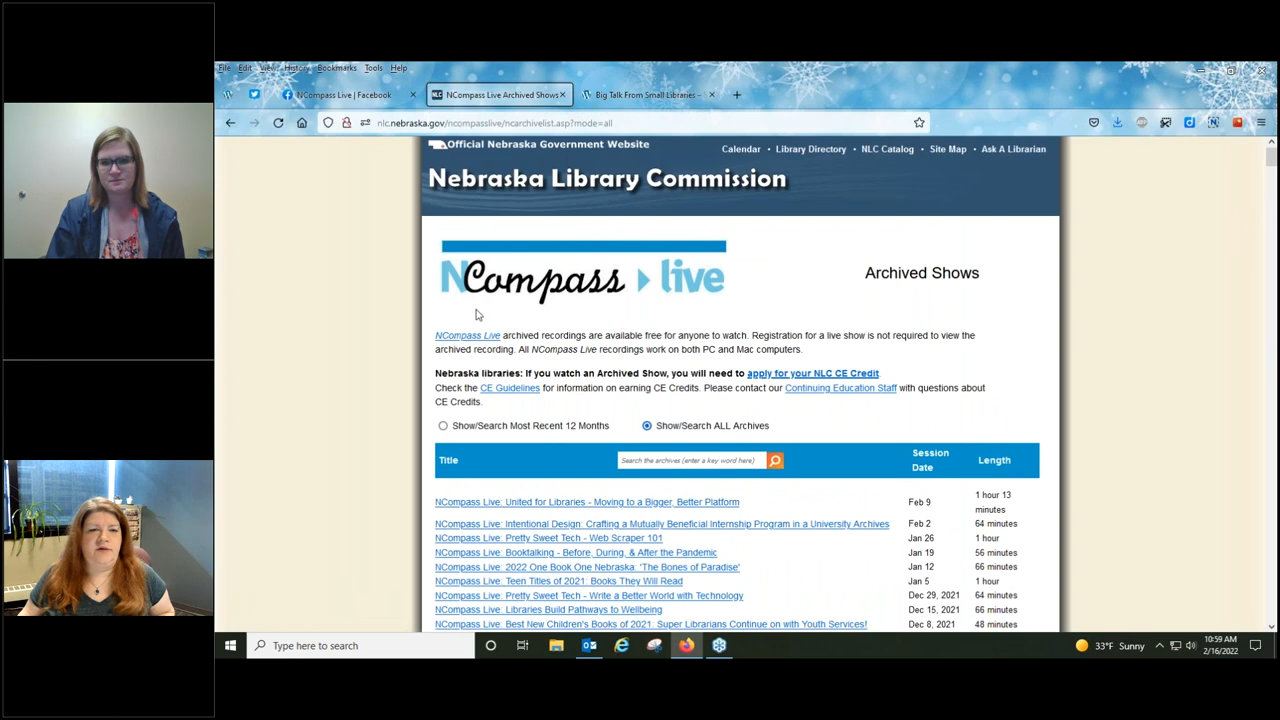 File Edit View History Bookmarks Tools Help
NCompass Live | Facebook
NCompass Live Archived Shows
Big Talk From Small Libraries –
nlc.nebraska.gov/ncompasslive/ncarchivelist.asp?mode=all
Official Nebraska Government Website
Calendar • Library Directory • NLC Catalog • Site Map • Ask A Librarian
Nebraska Library Commission
NCompass live
Archived Shows
NCompass Live archived recordings are available free for anyone to watch. Registration for a live show is not required to view the
archived recording. All NCompass Live recordings work on both PC and Mac computers.
Nebraska libraries: If you watch an Archived Show, you will need to apply for your NLC CE Credit.
Check the CE Guidelines for information on earning CE Credits. Please contact our Continuing Education Staff with questions about
CE Credits.
Show/Search Most Recent 12 Months Show/Search ALL Archives
Title Search the archives (enter a key word here) Session Date Length
NCompass Live: United for Libraries - Moving to a Bigger, Better Platform Feb 9 1 hour 13 minutes
NCompass Live: Intentional Design: Crafting a Mutually Beneficial Internship Program in a University Archives Feb 2 64 minutes
NCompass Live: Pretty Sweet Tech - Web Scraper 101 Jan 26 1 hour
NCompass Live: Booktalking - Before, During, & After the Pandemic Jan 19 56 minutes
NCompass Live: 2022 One Book One Nebraska: 'The Bones of Paradise' Jan 12 66 minutes
NCompass Live: Teen Titles of 2021: Books They Will Read Jan 5 1 hour
NCompass Live: Pretty Sweet Tech - Write a Better World with Technology Dec 29, 2021 64 minutes
NCompass Live: Libraries Build Pathways to Wellbeing Dec 15, 2021 66 minutes
NCompass Live: Best New Children's Books of 2021: Super Librarians Continue on with Youth Services! Dec 8, 2021 48 minutes
Type here to search
33°F Sunny
10:59 AM
2/16/2022